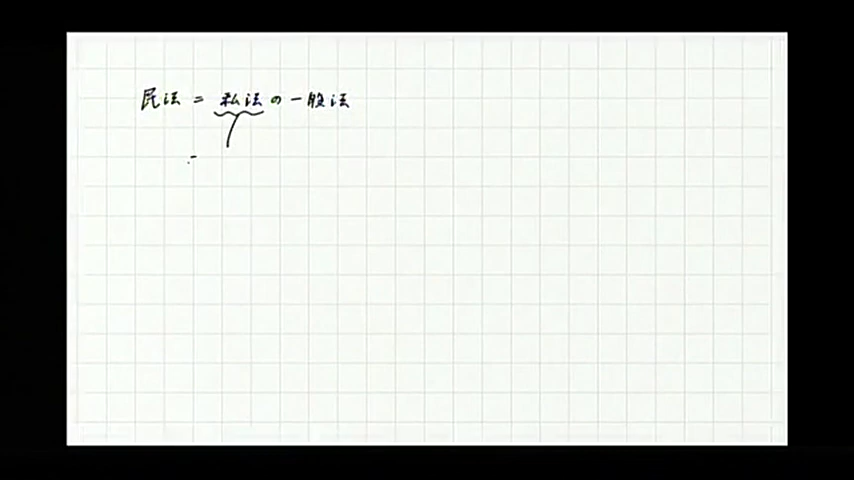 民法 = 私法の一般法